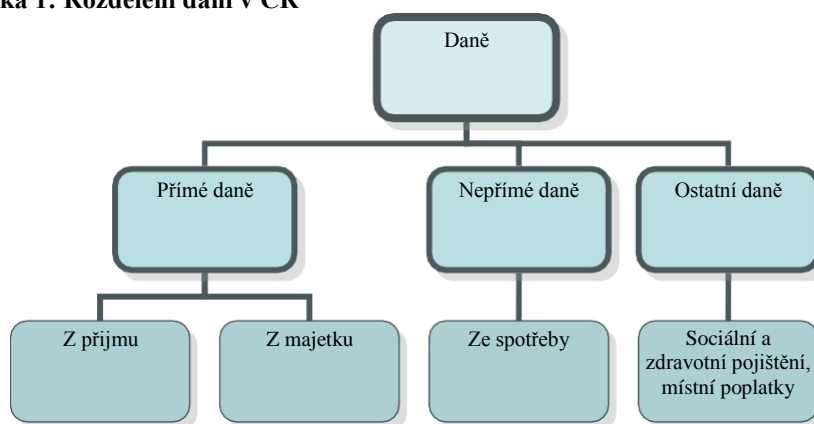 ka 1: Rozdělení daní v ČR
Daně
Přímé daně
Nepřímé daně
Ostatní daně
Z přijmu
Z majetku
Ze spotřeby
Sociální a
zdravotní pojištění,
místní poplatky